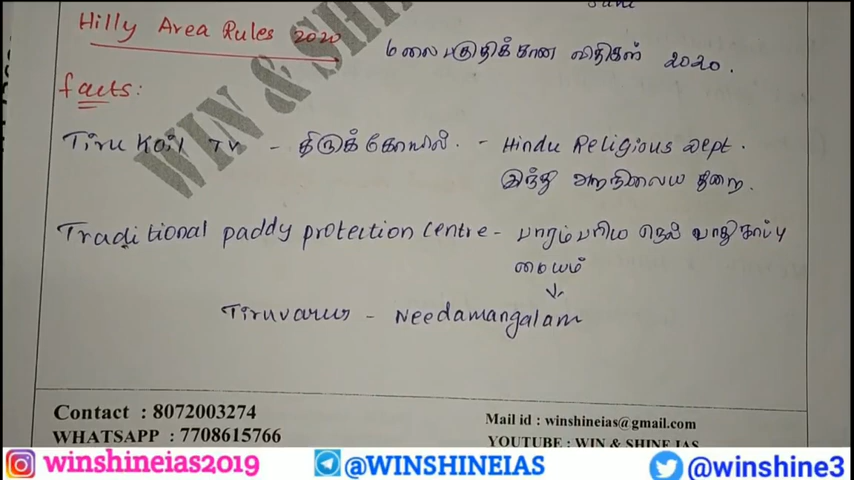 Hilly Area Rules 2020
மலை பகுதிக்கான விதிகள் 2020.
facts:
WIN & SHI
Tiru Koil TV - திருக்கோயில். - Hindu Religious Dept.
இந்து அறநிலைய துறை.
Traditional paddy protection centre - பாரம்பரிய நெல் பாதுகாப்பு
மையம்
Tiruvarur - Needamangalam
Contact : 8072003274
Mail id : winshineias@gmail.com
WHATSAPP : 7708615766
YOUTUBE : WIN & SHINE IAS
winshineias2019
@WINSHINEIAS
@winshine3